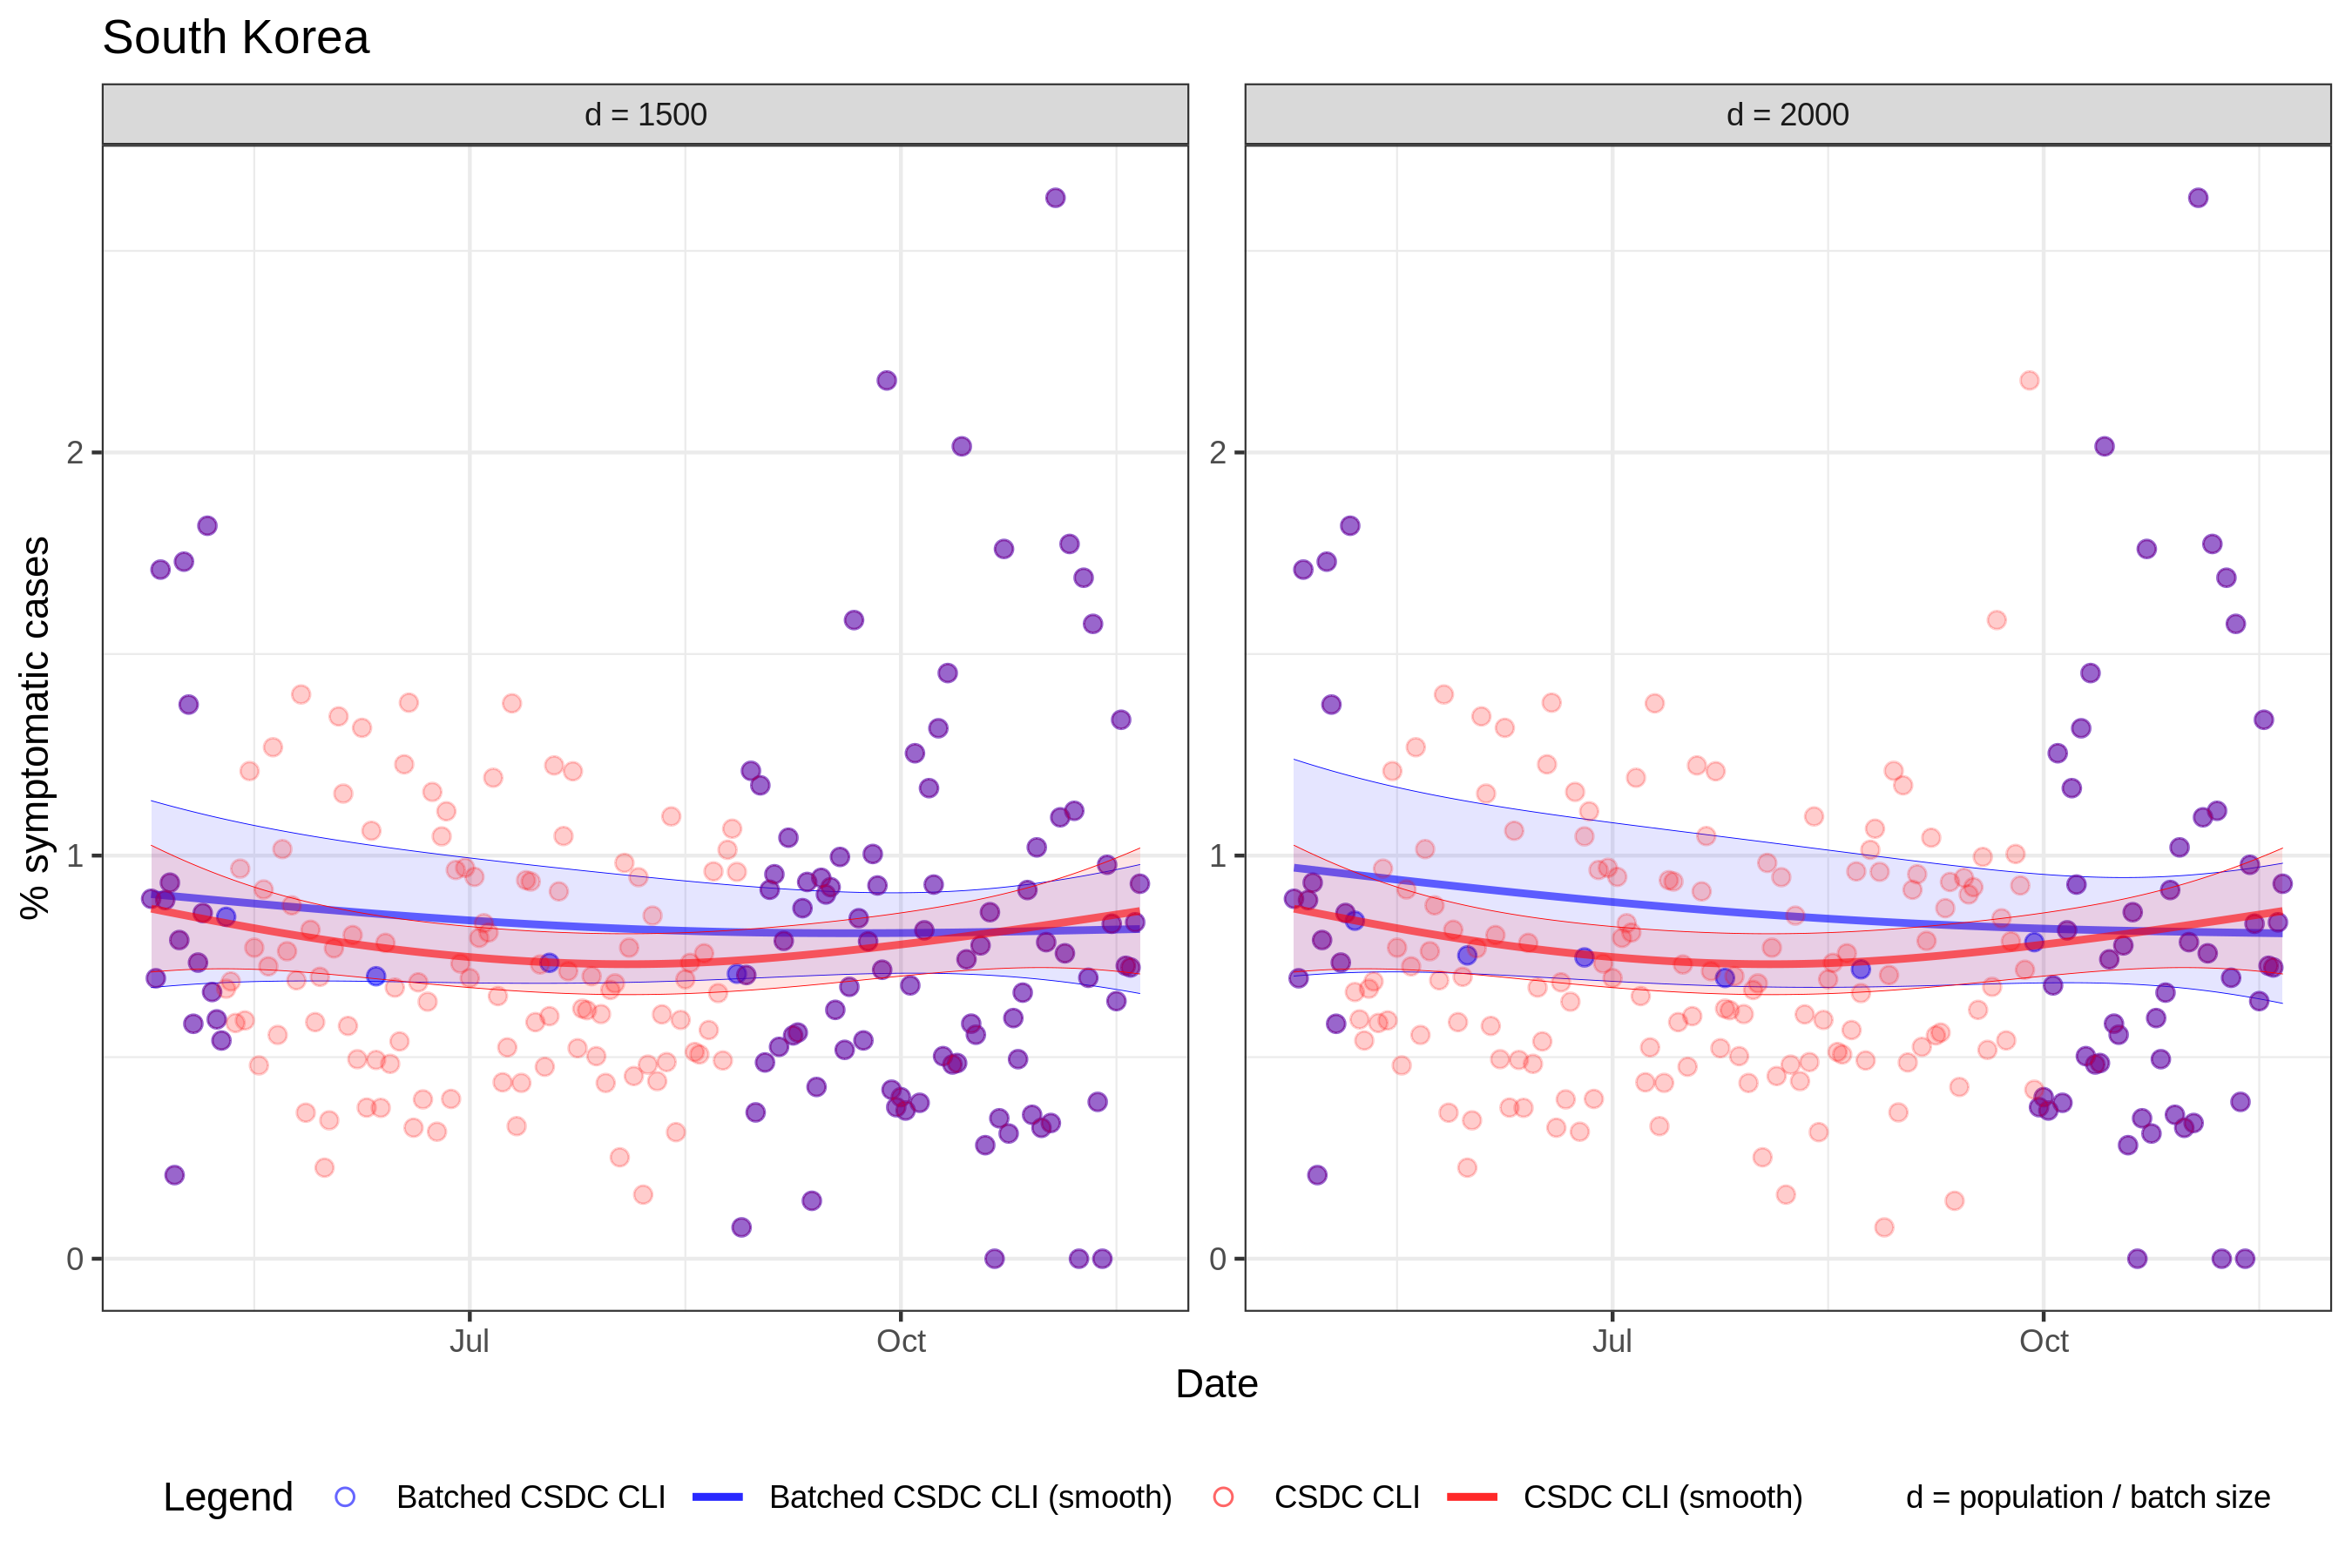 South Korea
d = 1500
d = 2000
% symptomatic cases
2
1
0
2
1
0
Jul
Oct
Jul
Oct
Date
Legend
Batched CSDC CLI
Batched CSDC CLI (smooth)
CSDC CLI
CSDC CLI (smooth)
d = population / batch size